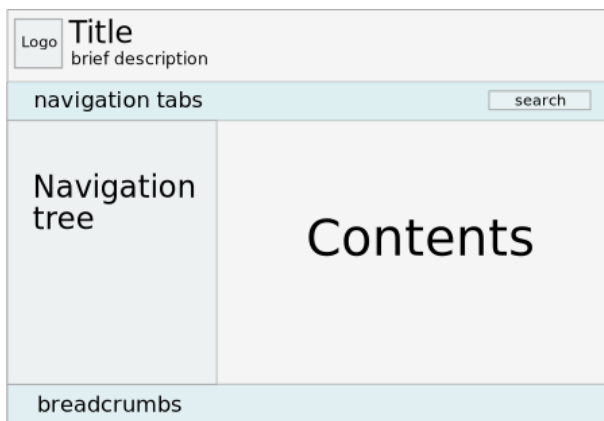 Logo
Title
brief description
navigation tabs
search
Navigation
tree
Contents
breadcrumbs